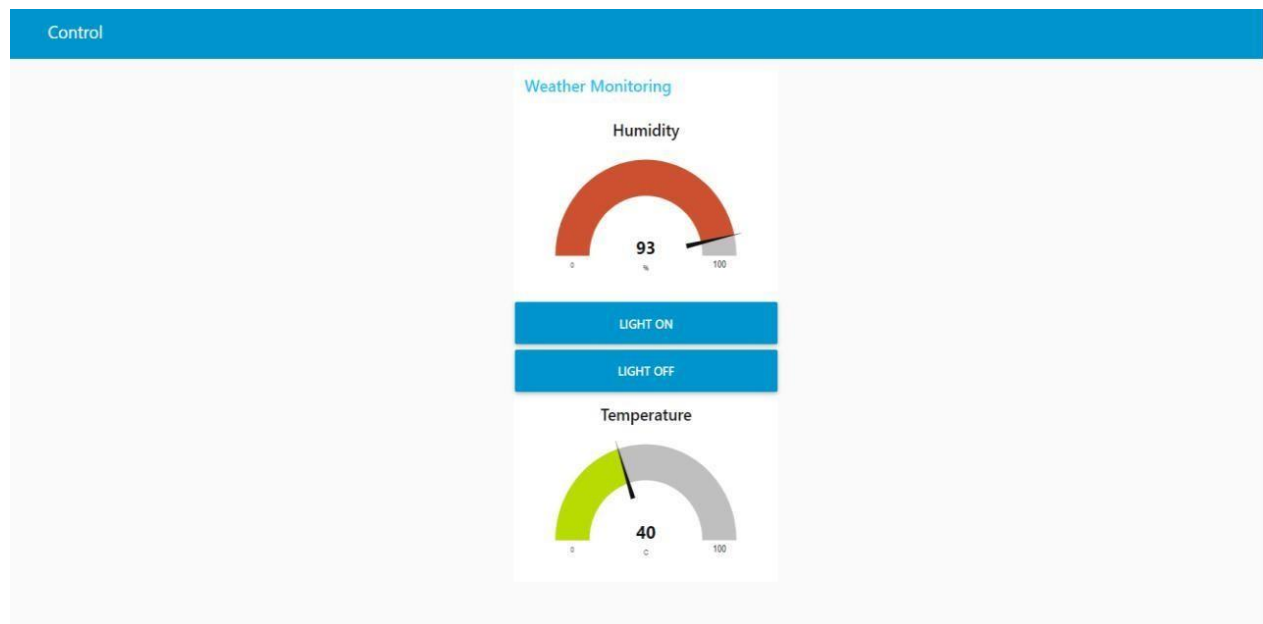 Control
Weather Monitoring
Humidity
93
%
0
100
LIGHT ON
LIGHT OFF
Temperature
40
C
0
100